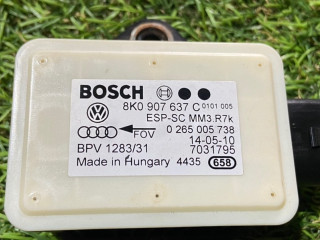 BOSCH
8K0 907 637 C 0101 005
ESP-SC MM3.R7k
FOV 0 265 005 738
BPV 1283/31 14-05-10
7031795
Made in Hungary 4435 658